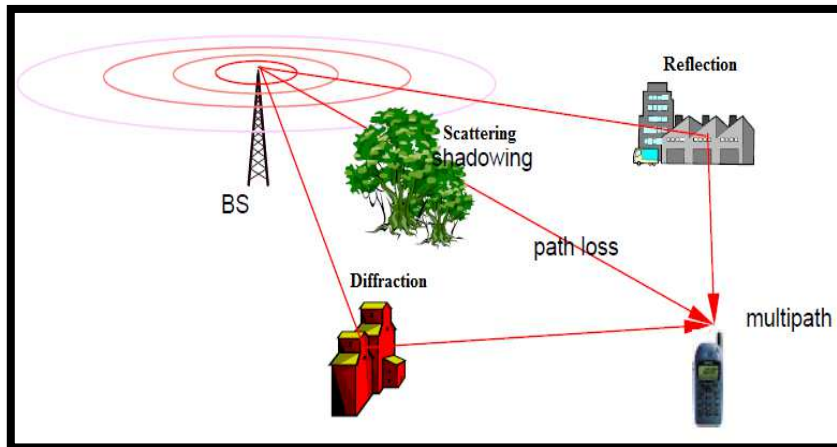 Reflection
Scattering
shadowing
BS
path loss
Diffraction
multipath